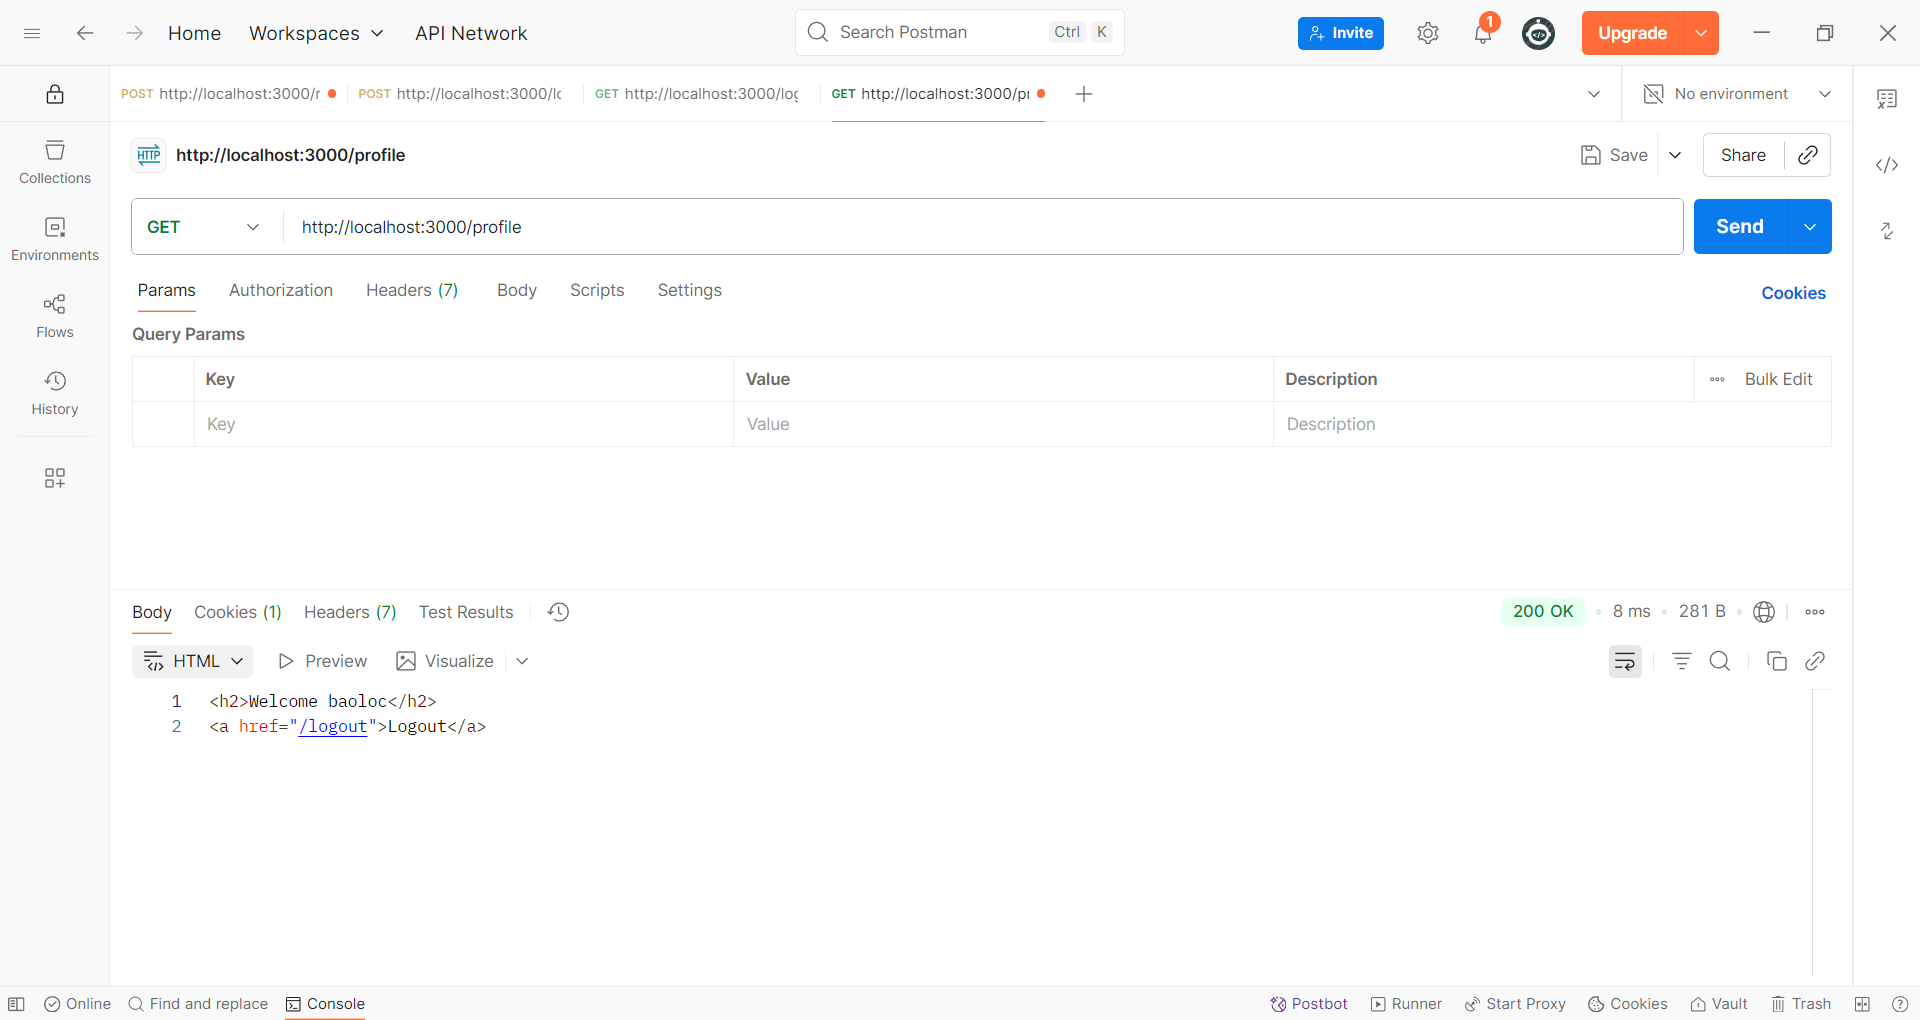 Home Workspaces API Network Search Postman Ctrl K Invite 1 Upgrade
POST http://localhost:3000/r POST http://localhost:3000/lo GET http://localhost:3000/log GET http://localhost:3000/pr No environment
HTTP http://localhost:3000/profile Save Share
GET http://localhost:3000/profile Send
Collections
Environments
Flows
History
Params Authorization Headers (7) Body Scripts Settings Cookies
Query Params
Key Value Description Bulk Edit
Key Value Description
Body Cookies (1) Headers (7) Test Results 200 OK 8 ms 281 B
HTML Preview Visualize
1 <h2>Welcome baoloc</h2>
2 <a href="/logout">Logout</a>
Online Find and replace Console Postbot Runner Start Proxy Cookies Vault Trash